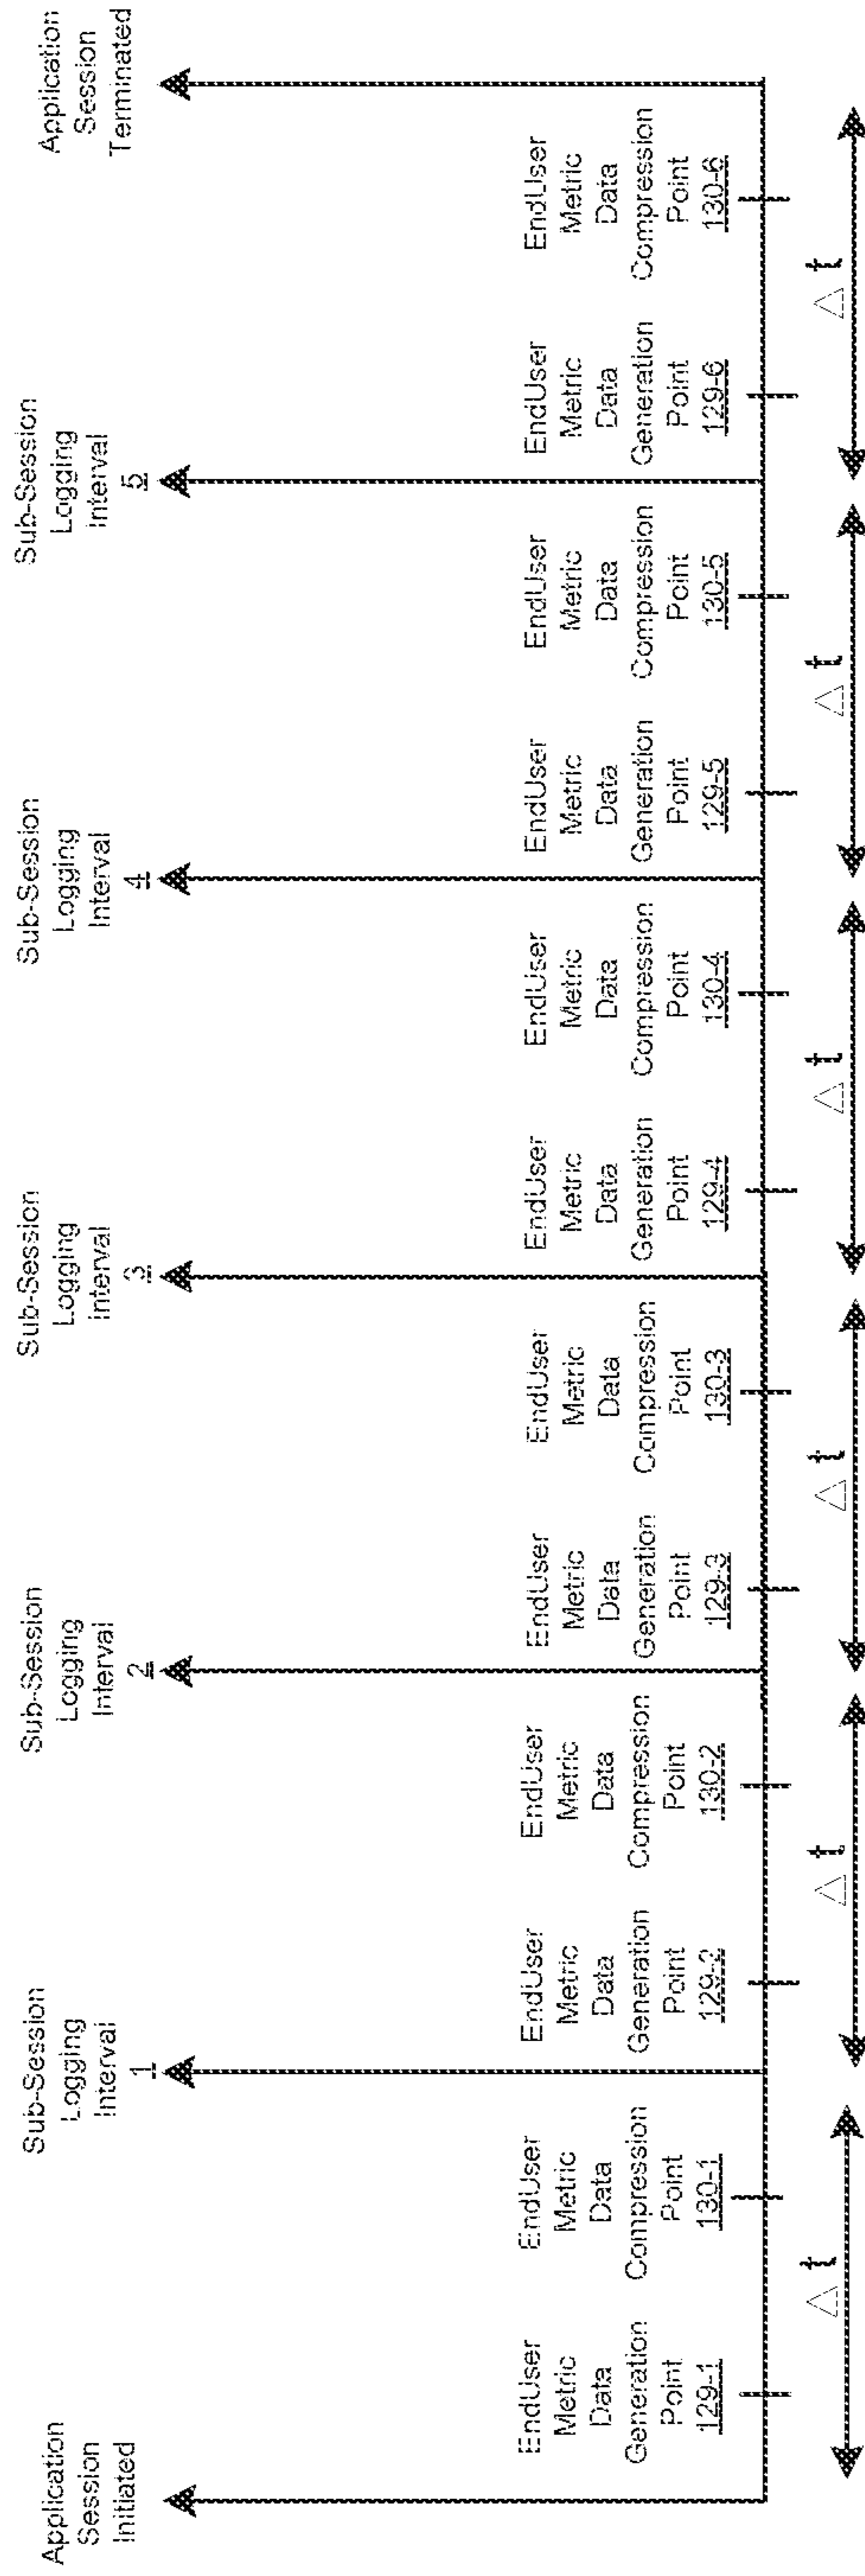 Application
Session
Initiated
Sub-Session
Logging
Interval
1
Sub-Session
Logging
Interval
2
Sub-Session
Logging
Interval
3
Sub-Session
Logging
Interval
4
Sub-Session
Logging
Interval
5
Application
Session
Terminated
EndUser
Metric
Data
Generation
Point
129-1
EndUser
Metric
Data
Compression
Point
130-1
EndUser
Metric
Data
Generation
Point
129-2
EndUser
Metric
Data
Compression
Point
130-2
EndUser
Metric
Data
Generation
Point
129-3
EndUser
Metric
Data
Compression
Point
130-3
EndUser
Metric
Data
Generation
Point
129-4
EndUser
Metric
Data
Compression
Point
130-4
EndUser
Metric
Data
Generation
Point
129-5
EndUser
Metric
Data
Compression
Point
130-5
EndUser
Metric
Data
Generation
Point
129-6
EndUser
Metric
Data
Compression
Point
130-6
△ t
△ t
△ t
△ t
△ t
△ t